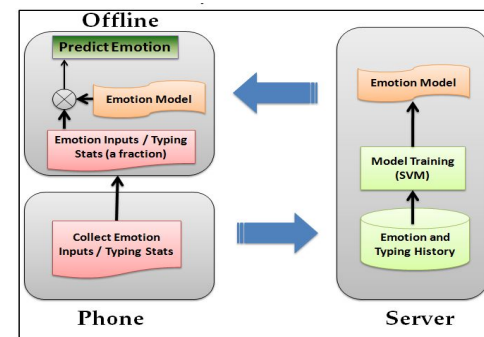 Offline
Predict Emotion
Emotion Model
Emotion Inputs / Typing
Stats (a fraction)
Collect Emotion
Inputs / Typing Stats
Phone
Emotion Model
Model Training
(SVM)
Emotion and
Typing History
Server